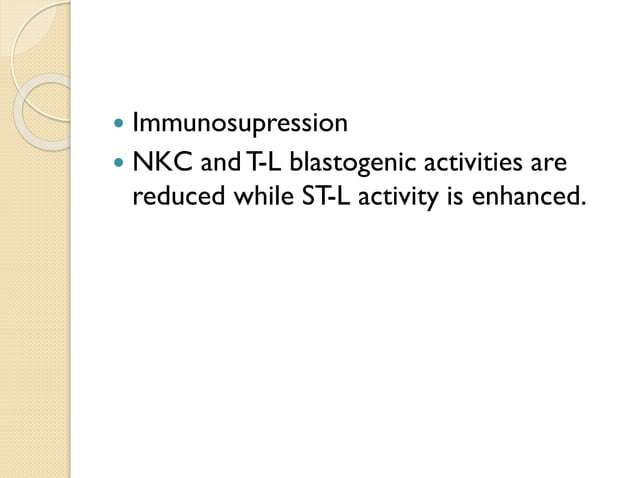 Immunosupression
NKC and T-L blastogenic activities are
reduced while ST-L activity is enhanced.